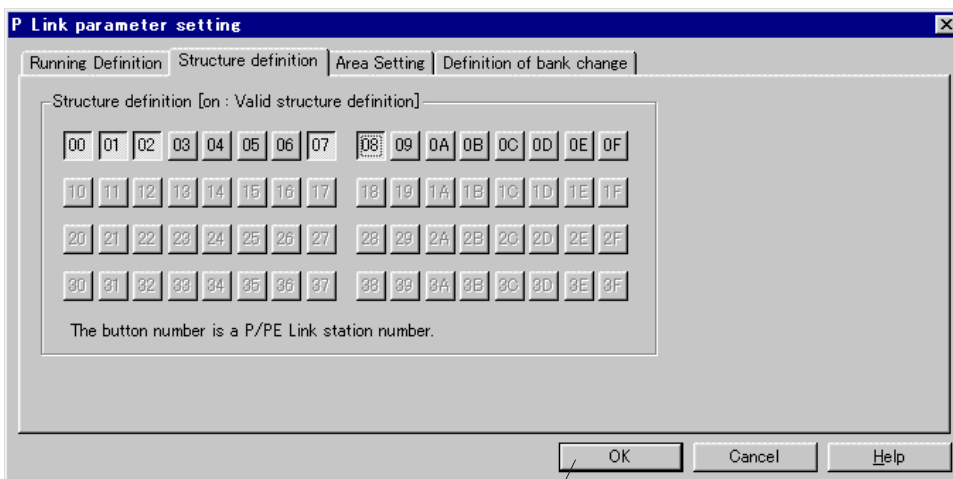 P Link parameter setting
Running Definition Structure definition Area Setting Definition of bank change
Structure definition [on : Valid structure definition]
00 01 02 03 04 05 06 07 08 09 0A 0B 0C 0D 0E 0F
10 11 12 13 14 15 16 17 18 19 1A 1B 1C 1D 1E 1F
20 21 22 23 24 25 26 27 28 29 2A 2B 2C 2D 2E 2F
30 31 32 33 34 35 36 37 38 39 3A 3B 3C 3D 3E 3F
The button number is a P/PE Link station number.
OK Cancel Help